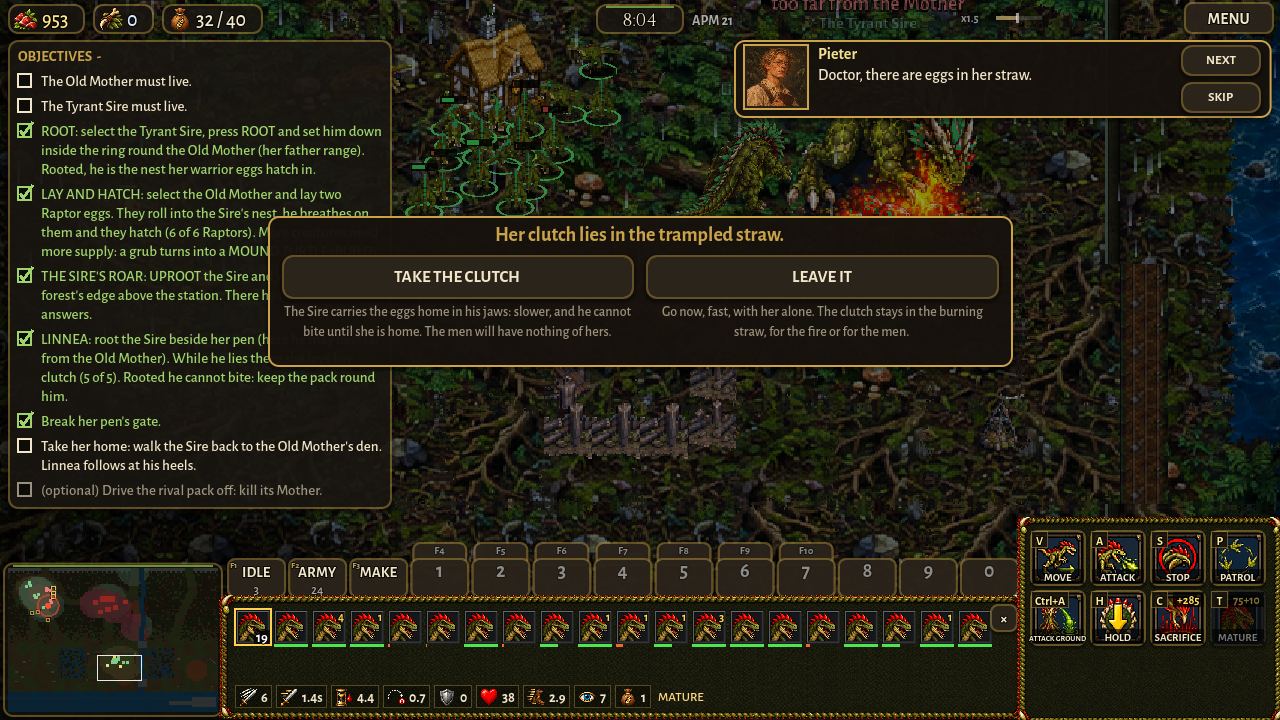 953
0
32 / 40
8:04
APM 21
too far from the Mother
The Tyrant Sire
x1.5
MENU
OBJECTIVES -
The Old Mother must live.
The Tyrant Sire must live.
ROOT: select the Tyrant Sire, press ROOT and set him down
inside the ring round the Old Mother (her father range).
Rooted, he is the nest her warrior eggs hatch in.
LAY AND HATCH: select the Old Mother and lay two
Raptor eggs. They roll into the Sire's nest, he breathes on
them and they hatch (6 of 6 Raptors). M
more supply: a grub turns into a MOUN
THE SIRE'S ROAR: UPROOT the Sire and
forest's edge above the station. There h
answers.
LINNEA: root the Sire beside her pen (h
from the Old Mother). While he lies the
clutch (5 of 5). Rooted he cannot bite: keep the pack round
him.
Break her pen's gate.
Take her home: walk the Sire back to the Old Mother's den.
Linnea follows at his heels.
(optional) Drive the rival pack off: kill its Mother.
Pieter
Doctor, there are eggs in her straw.
NEXT
SKIP
Her clutch lies in the trampled straw.
TAKE THE CLUTCH
The Sire carries the eggs home in his jaws: slower, and he cannot
bite until she is home. The men will have nothing of hers.
LEAVE IT
Go now, fast, with her alone. The clutch stays in the burning
straw, for the fire or for the men.
F1 IDLE 3
F2 ARMY 24
F3 MAKE
F4 1
F5 2
F6 3
F7 4
F8 5
F9 6
F10 7
8
9
0
19
4
1
1
1
1
3
1
×
6
1.4s
4.4
0.7
0
38
2.9
7
1
MATURE
V MOVE
A ATTACK
S STOP
P PATROL
Ctrl+A ATTACK GROUND
H HOLD
C +285 SACRIFICE
T 75+10 MATURE